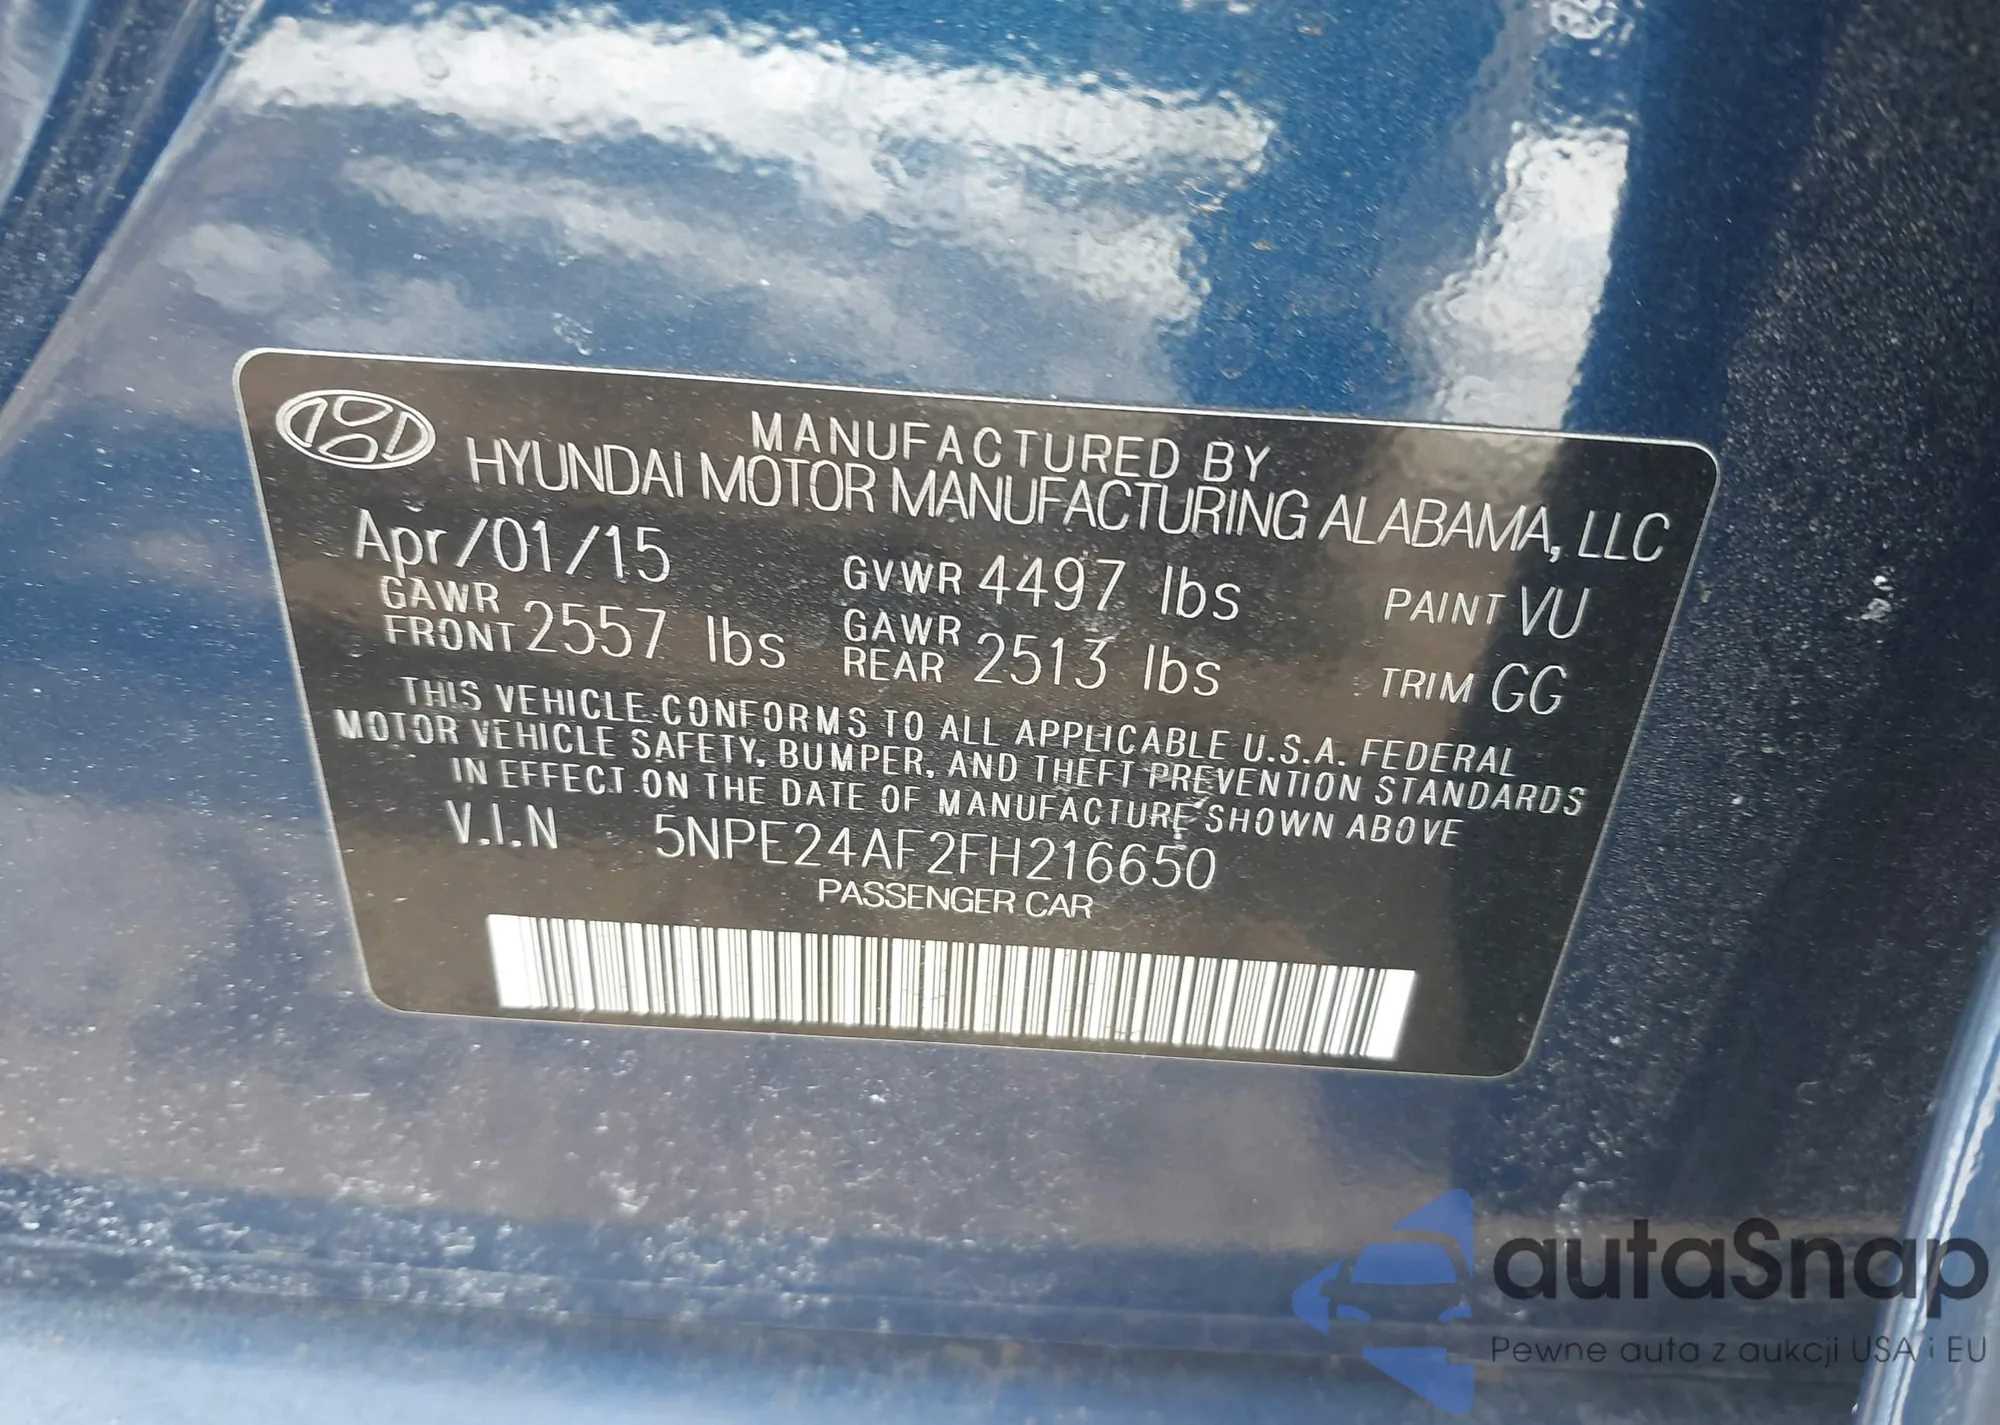 MANUFACTURED BY
HYUNDAI MOTOR MANUFACTURING ALABAMA, LLC
Apr/01/15 GVWR 4497 lbs PAINT VU
GAWR FRONT 2557 lbs GAWR REAR 2513 lbs TRIM GG
THIS VEHICLE CONFORMS TO ALL APPLICABLE U.S.A. FEDERAL
MOTOR VEHICLE SAFETY, BUMPER, AND THEFT PREVENTION STANDARDS
IN EFFECT ON THE DATE OF MANUFACTURE SHOWN ABOVE
V.I.N 5NPE24AF2FH216650
PASSENGER CAR
autaSnap
Pewne auta z aukcji USA i EU